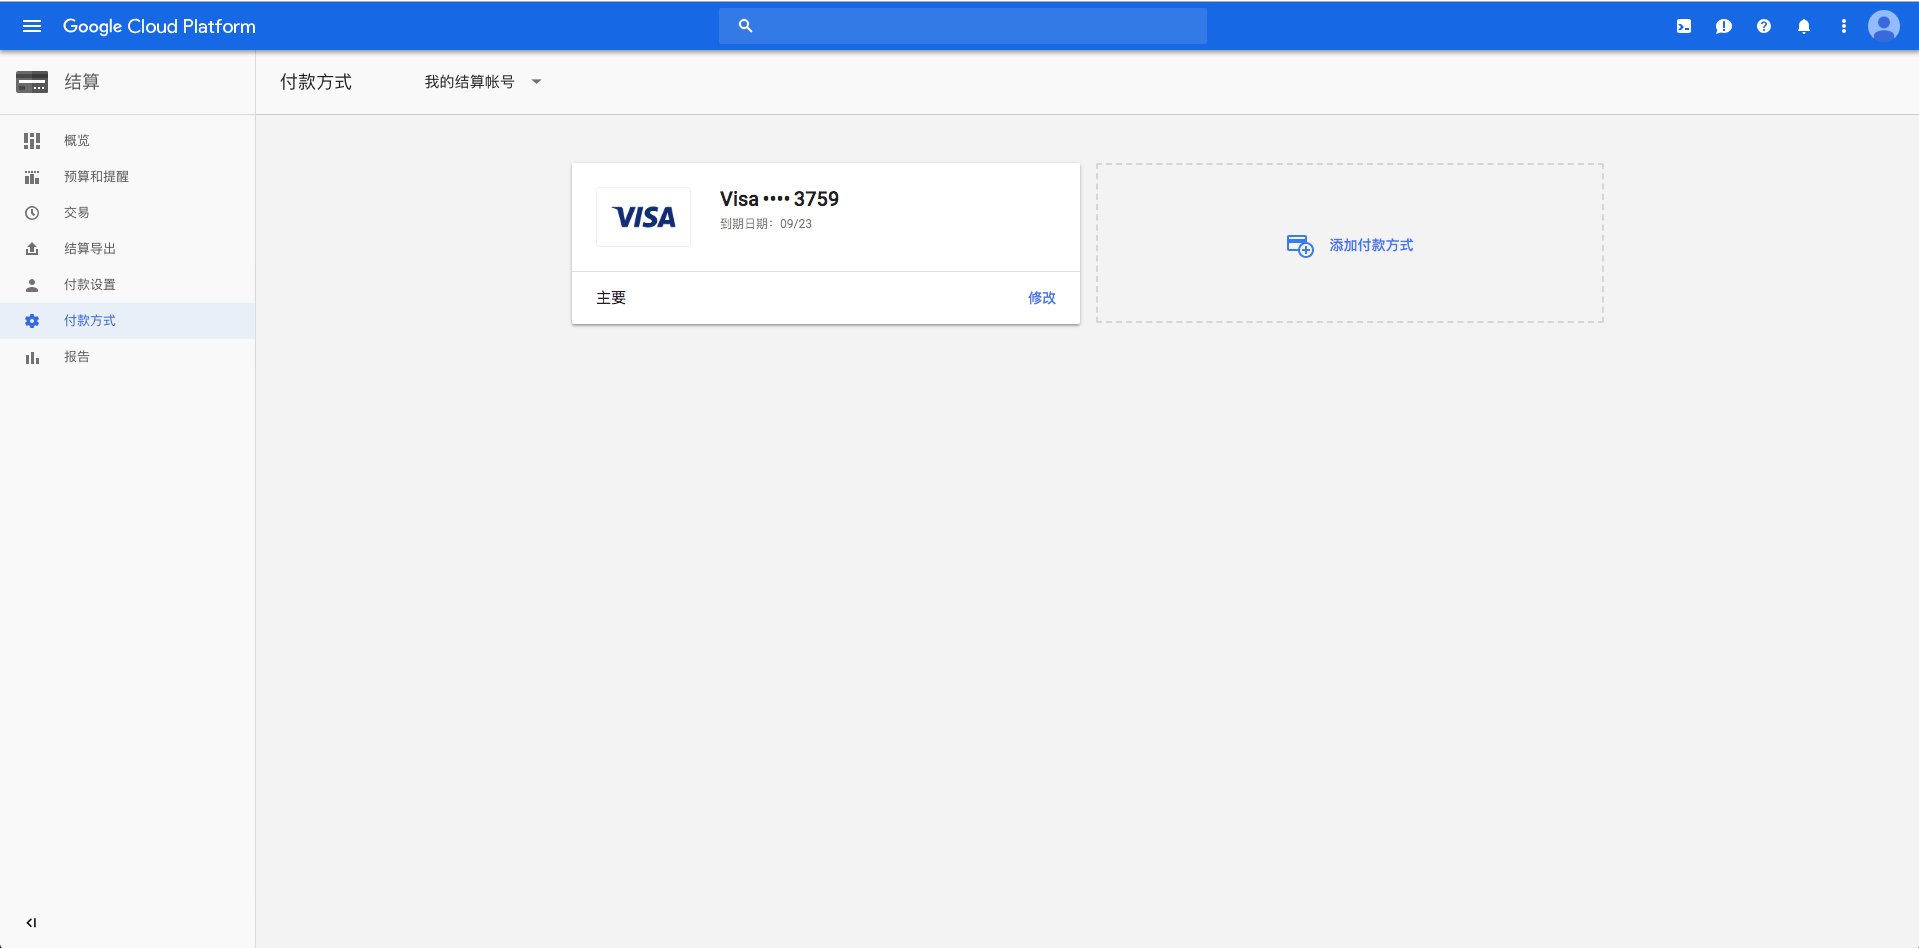 Google Cloud Platform
结算
付款方式
我的结算帐号
概览
预算和提醒
交易
结算导出
付款设置
付款方式
报告
VISA
Visa •••• 3759
到期日期：09/23
主要
修改
添加付款方式